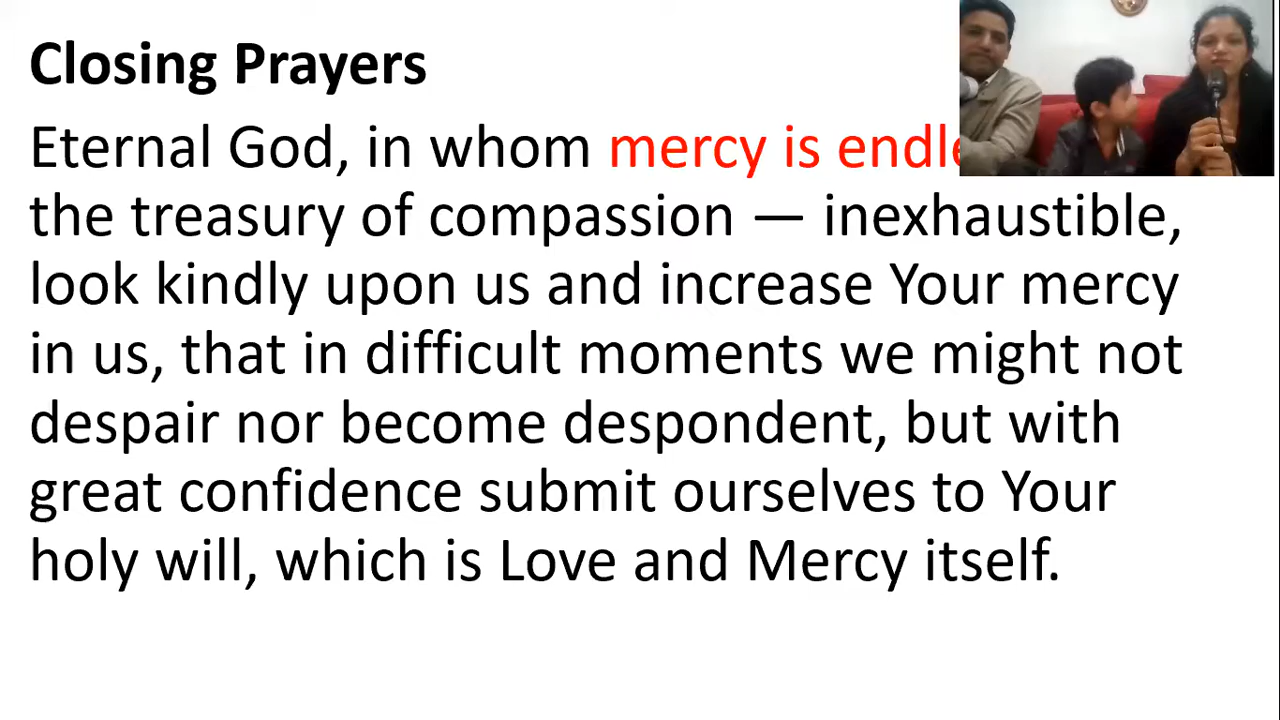 Closing Prayers
Eternal God, in whom mercy is
the treasury of compassion — inexhaustible,
look kindly upon us and increase Your mercy
in us, that in difficult moments we might not
despair nor become despondent, but with
great confidence submit ourselves to Your
holy will, which is Love and Mercy itself.